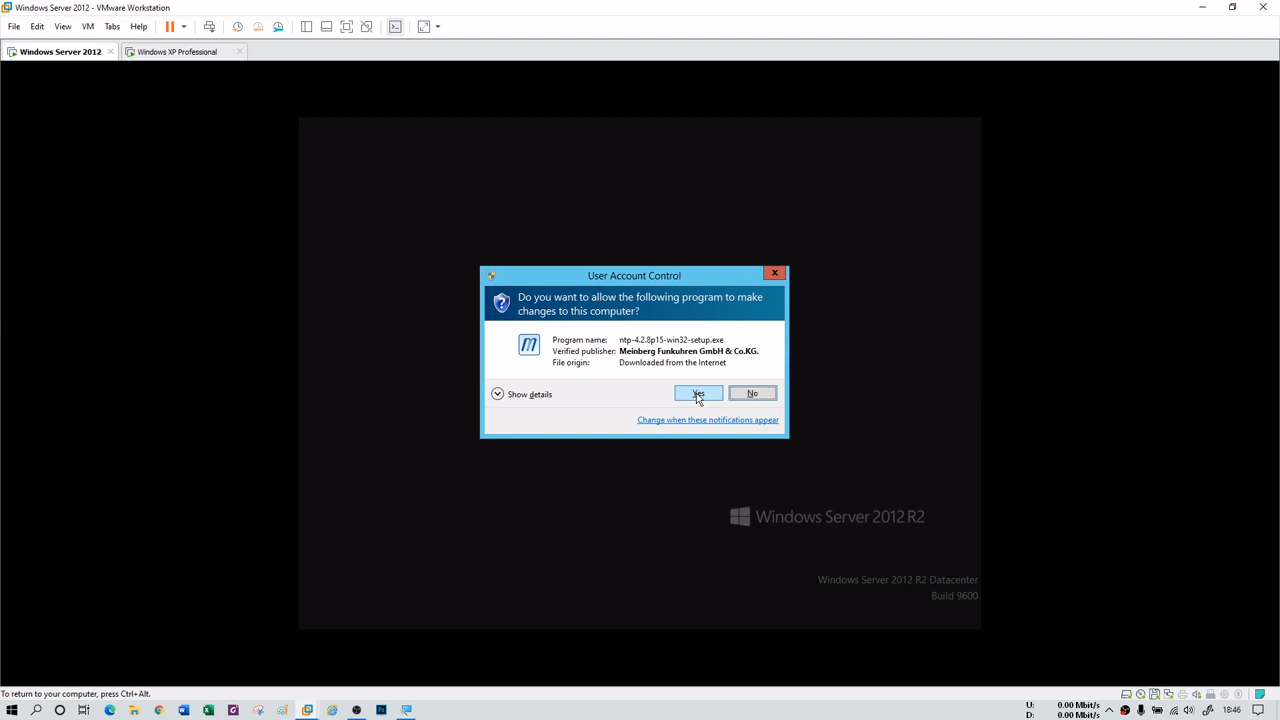 Windows Server 2012 - VMware Workstation
File Edit View VM Tabs Help
Windows Server 2012
Windows XP Professional
User Account Control
Do you want to allow the following program to make
changes to this computer?
Program name: ntp-4.2.8p15-win32-setup.exe
Verified publisher: Meinberg Funkuhren GmbH & Co.KG.
File origin: Downloaded from the Internet
Show details
Yes
No
Change when these notifications appear
Windows Server 2012 R2
Windows Server 2012 R2 Datacenter
Build 9600
To return to your computer, press Ctrl+Alt.
U: 0.00 Mbit/s
D: 0.00 Mbit/s
18:46